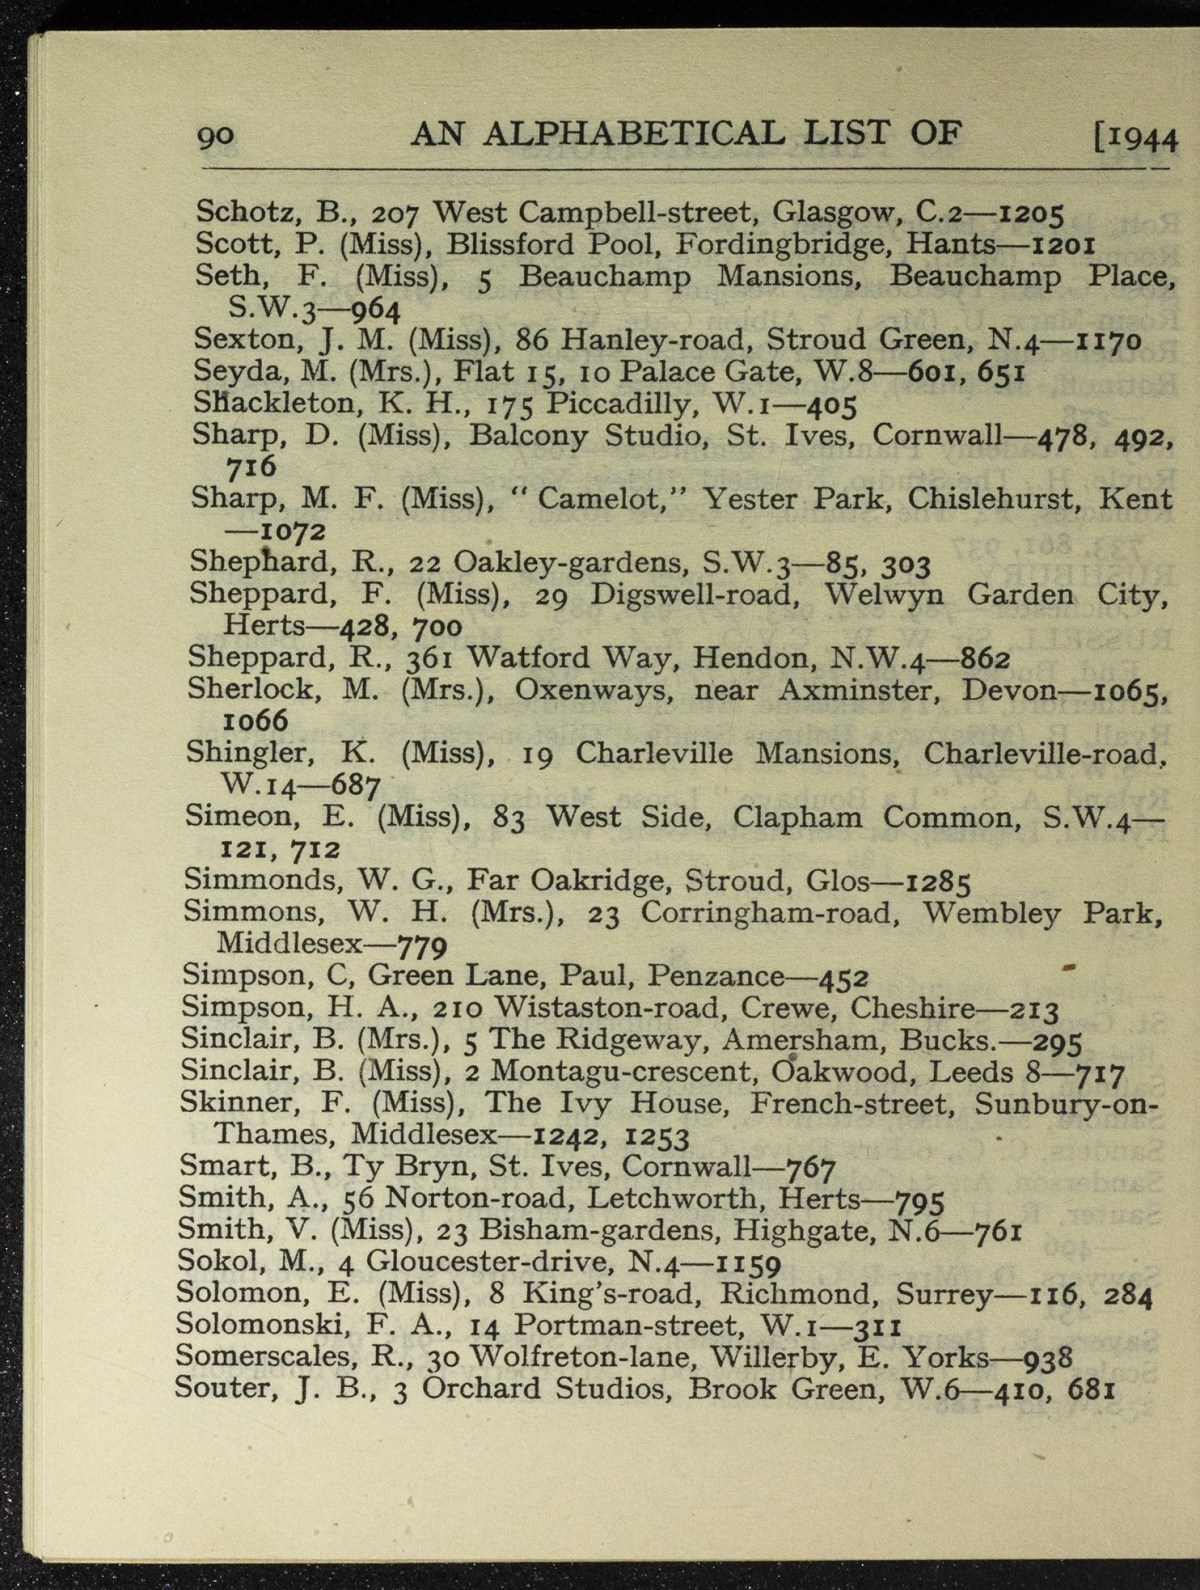 90 AN ALPHABETICAL LIST OF [1944
Schotz, B., 207 West Campbell-street, Glasgow, C.2—1205
Scott, P. (Miss), Blissford Pool, Fordingbridge, Hants—1201
Seth, F. (Miss), 5 Beauchamp Mansions, Beauchamp Place,
S.W.3—964
Sexton, J. M. (Miss), 86 Hanley-road, Stroud Green, N.4—1170
Seyda, M. (Mrs.), Flat 15, 10 Palace Gate, W.8—601, 651
Shackleton, K. H., 175 Piccadilly, W.1—405
Sharp, D. (Miss), Balcony Studio, St. Ives, Cornwall—478, 492,
716
Sharp, M. F. (Miss), “ Camelot,” Yester Park, Chislehurst, Kent
—1072
Shephard, R., 22 Oakley-gardens, S.W.3—85, 303
Sheppard, F. (Miss), 29 Digswell-road, Welwyn Garden City,
Herts—428, 700
Sheppard, R., 361 Watford Way, Hendon, N.W.4—862
Sherlock, M. (Mrs.), Oxenways, near Axminster, Devon—1065,
1066
Shingler, K. (Miss), 19 Charleville Mansions, Charleville-road,
W.14—687
Simeon, E. (Miss), 83 West Side, Clapham Common, S.W.4—
121, 712
Simmonds, W. G., Far Oakridge, Stroud, Glos—1285
Simmons, W. H. (Mrs.), 23 Corringham-road, Wembley Park,
Middlesex—779
Simpson, C, Green Lane, Paul, Penzance—452
Simpson, H. A., 210 Wistaston-road, Crewe, Cheshire—213
Sinclair, B. (Mrs.), 5 The Ridgeway, Amersham, Bucks.—295
Sinclair, B. (Miss), 2 Montagu-crescent, Oakwood, Leeds 8—717
Skinner, F. (Miss), The Ivy House, French-street, Sunbury-on-
Thames, Middlesex—1242, 1253
Smart, B., Ty Bryn, St. Ives, Cornwall—767
Smith, A., 56 Norton-road, Letchworth, Herts—795
Smith, V. (Miss), 23 Bisham-gardens, Highgate, N.6—761
Sokol, M., 4 Gloucester-drive, N.4—1159
Solomon, E. (Miss), 8 King's-road, Richmond, Surrey—116, 284
Solomonski, F. A., 14 Portman-street, W.1—311
Somerscales, R., 30 Wolfreton-lane, Willerby, E. Yorks—938
Souter, J. B., 3 Orchard Studios, Brook Green, W.6—410, 681